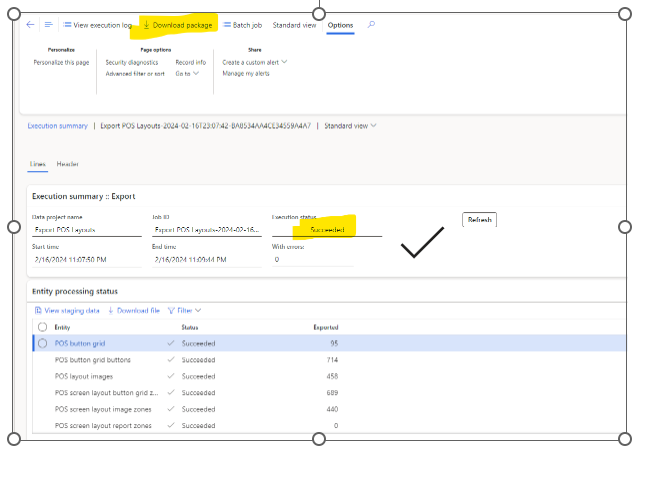 View execution log Download package Batch job Standard view Options
Personalize Page options Share
Personalize this page Security diagnostics Record info Create a custom alert
Advanced filter or sort Go to Manage my alerts
Execution summary | Export POS Layouts-2024-02-16T23:07:42-BA8534AA4CE34559A4A7 | Standard view
Lines Header
Execution summary :: Export
Data project name Job ID Execution status Refresh
Export POS Layouts Export POS Layouts-2024-02-16... Succeeded
Start time End time With errors:
2/16/2024 11:07:50 PM 2/16/2024 11:09:44 PM 0
Entity processing status
View staging data Download file Filter
Entity Status Exported
POS button grid Succeeded 95
POS button grid buttons Succeeded 714
POS layout images Succeeded 458
POS screen layout button grid z... Succeeded 689
POS screen layout image zones Succeeded 440
POS screen layout report zones Succeeded 0